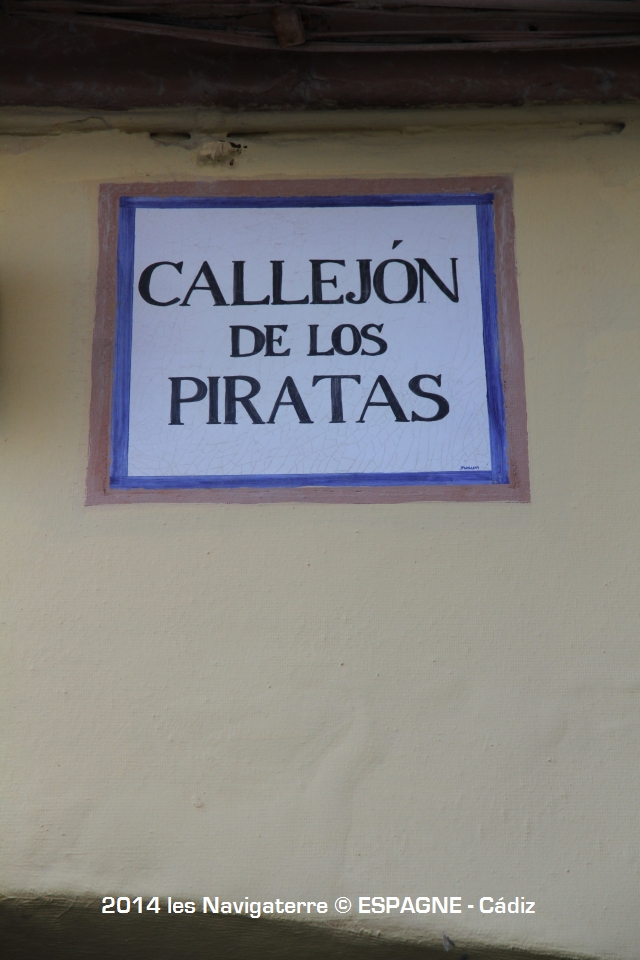 CALLEJÓN
DE LOS
PIRATAS
2014 les Navigaterre © ESPAGNE - Cádiz